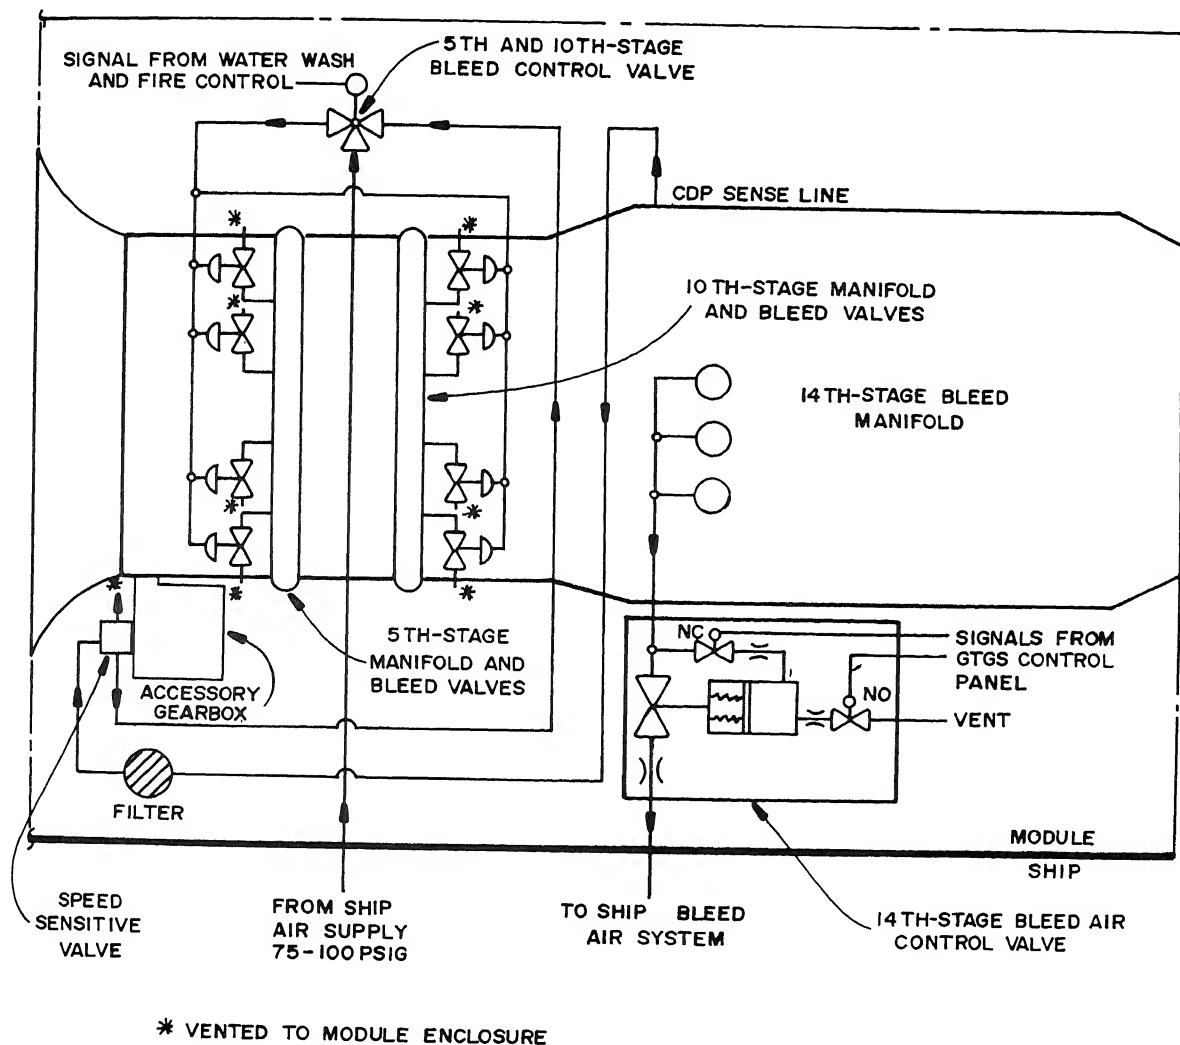 5TH AND 10TH-STAGE
BLEED CONTROL VALVE
SIGNAL FROM WATER WASH
AND FIRE CONTROL
CDP SENSE LINE
10TH-STAGE MANIFOLD
AND BLEED VALVES
14TH-STAGE BLEED
MANIFOLD
5TH-STAGE
MANIFOLD AND
BLEED VALVES
ACCESSORY
GEARBOX
FILTER
NC
SIGNALS FROM
GTGS CONTROL
PANEL
NO
VENT
MODULE
SHIP
SPEED
SENSITIVE
VALVE
FROM SHIP
AIR SUPPLY
75-100 PSIG
TO SHIP BLEED
AIR SYSTEM
14TH-STAGE BLEED AIR
CONTROL VALVE
* VENTED TO MODULE ENCLOSURE